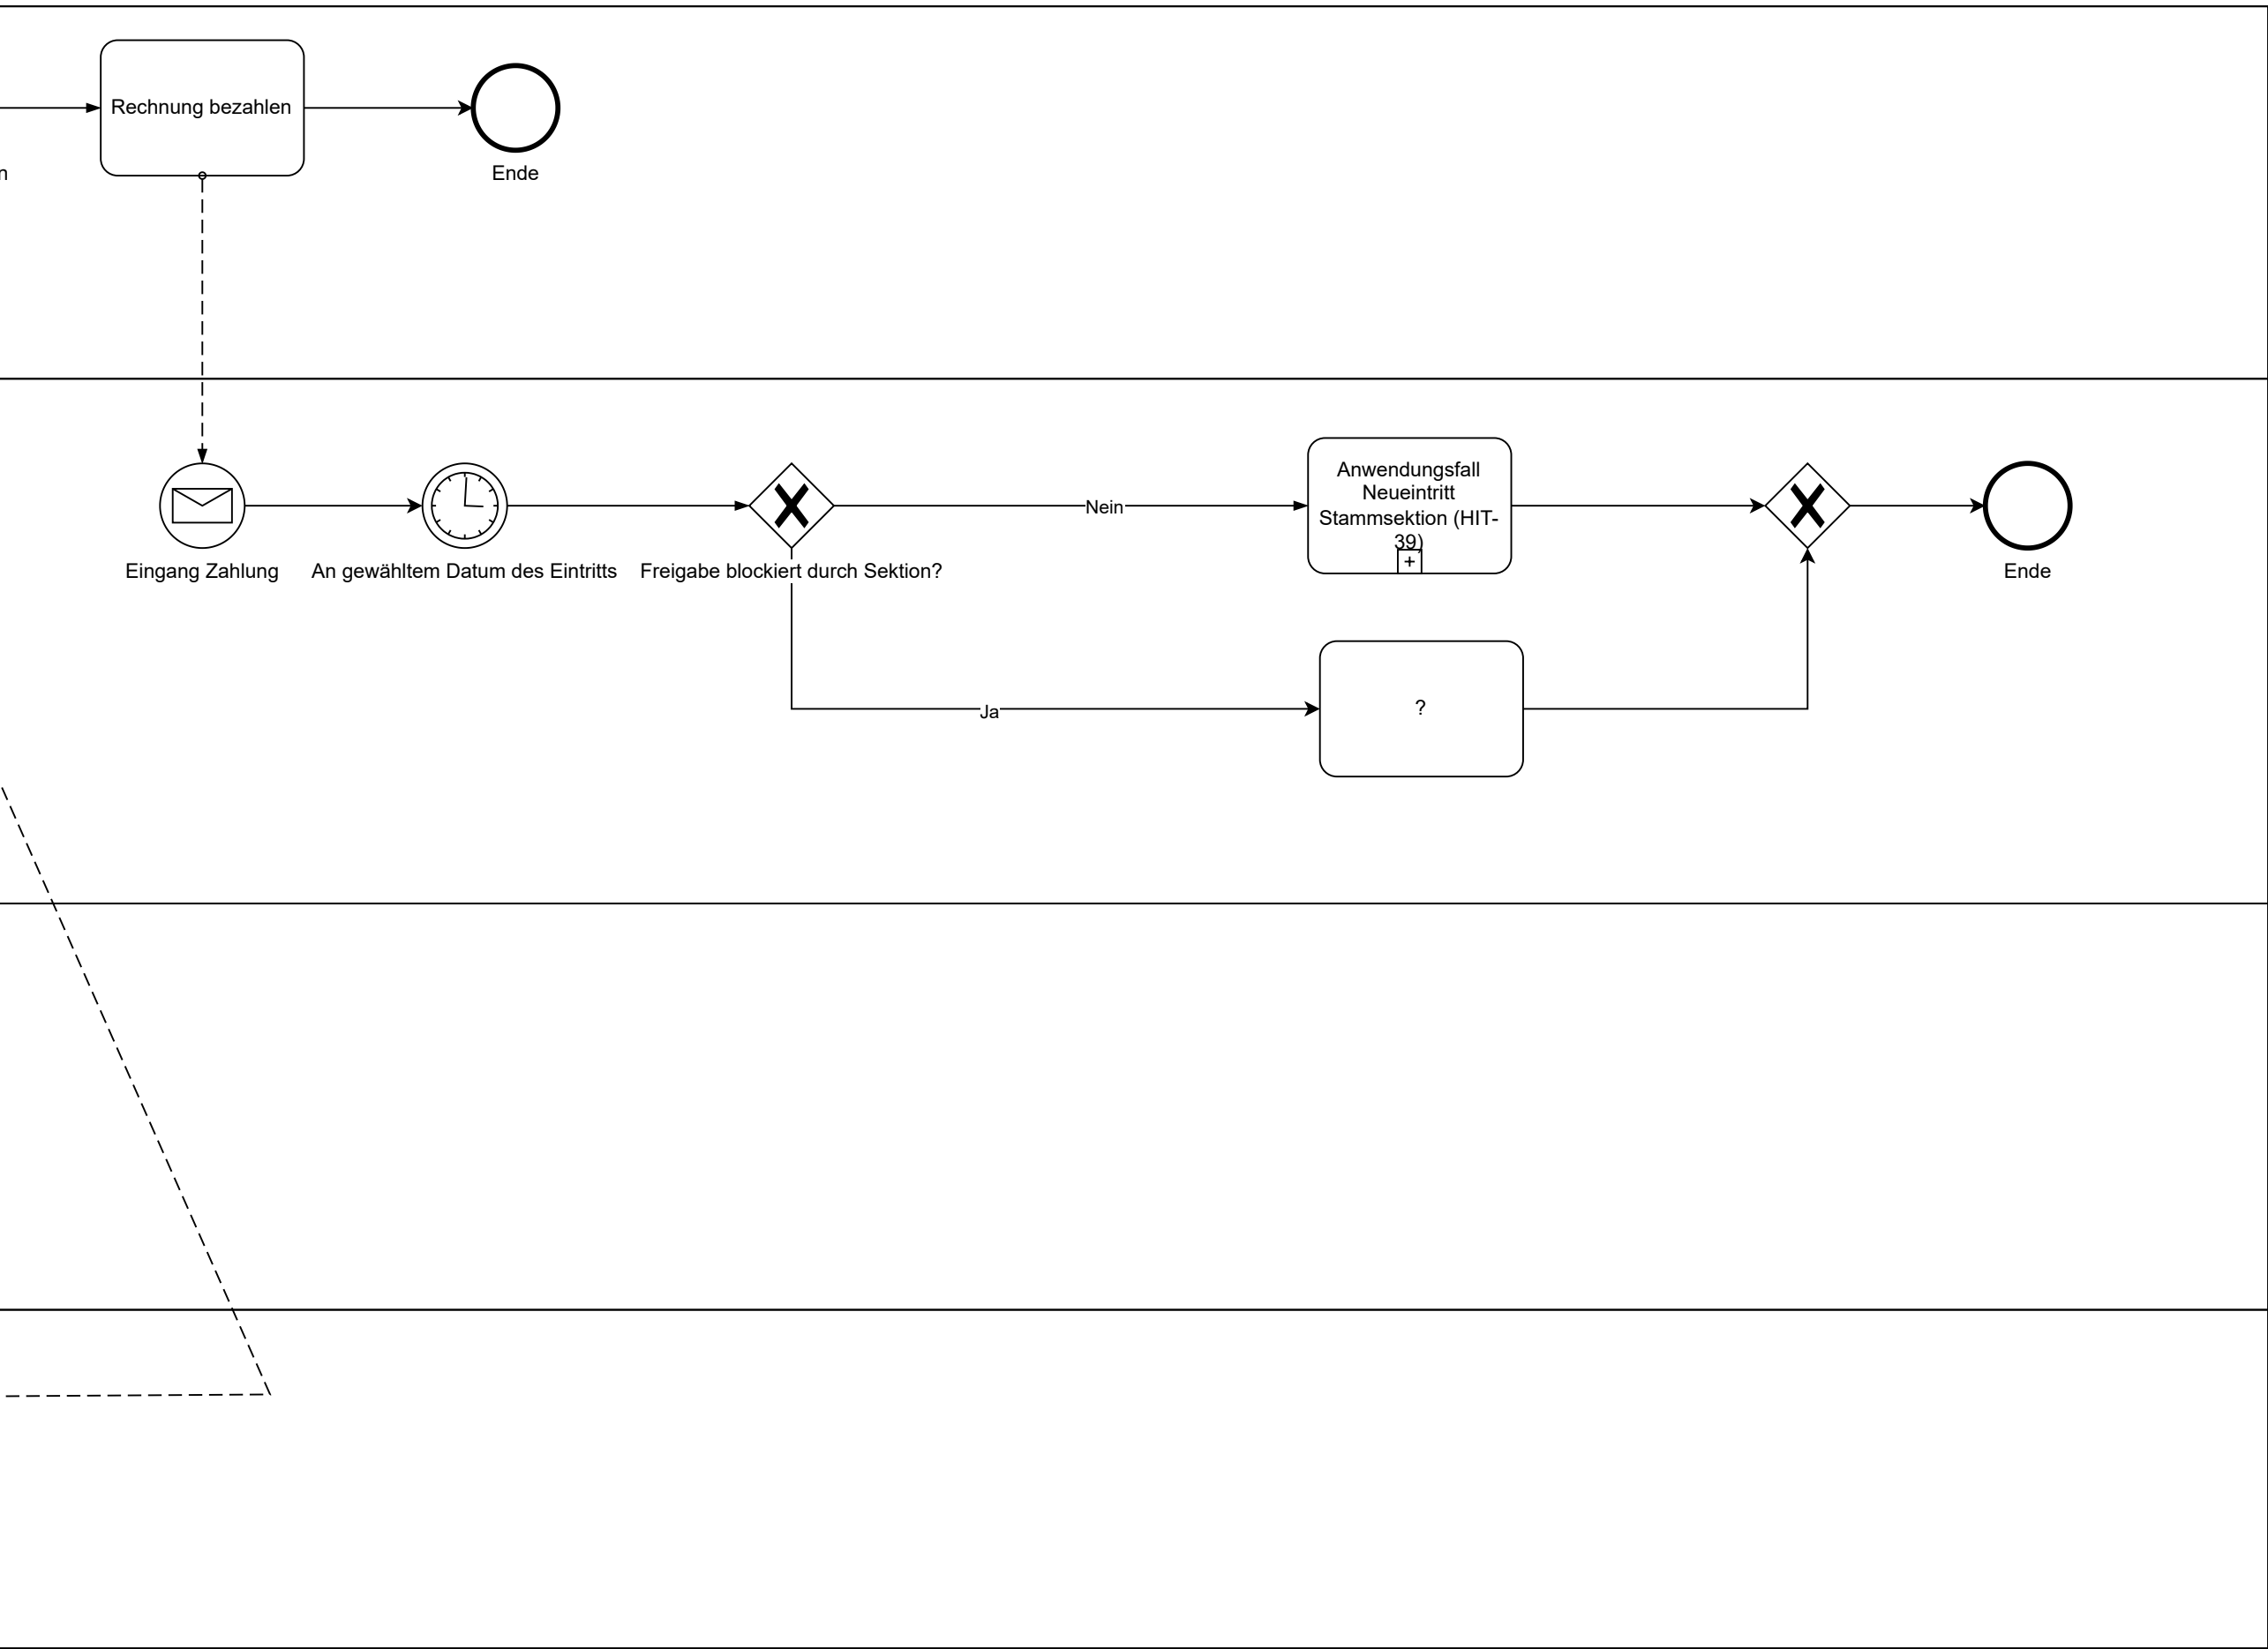 Rechnung bezahlen
n
Ende
Eingang Zahlung
An gewähltem Datum des Eintritts
Freigabe blockiert durch Sektion?
Nein
Anwendungsfall
Neueintritt
Stammsektion (HIT-
39)
Ende
Ja
?